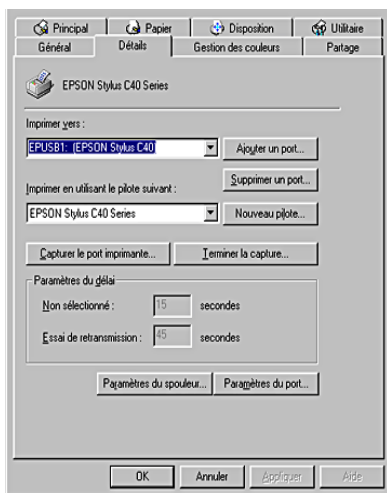 Principal Papier Disposition Utilitaire
Général Détails Gestion des couleurs Partage
EPSON Stylus C40 Series
Imprimer vers :
EPUSB1: (EPSON Stylus C40 Ajouter un port...
Supprimer un port...
Imprimer en utilisant le pilote suivant :
EPSON Stylus C40 Series Nouveau pilote...
Capturer le port imprimante... Terminer la capture...
Paramètres du délai
Non sélectionné : 15 secondes
Essai de retransmission : 45 secondes
Paramètres du spouleur... Paramètres du port...
OK Annuler Appliquer Aide